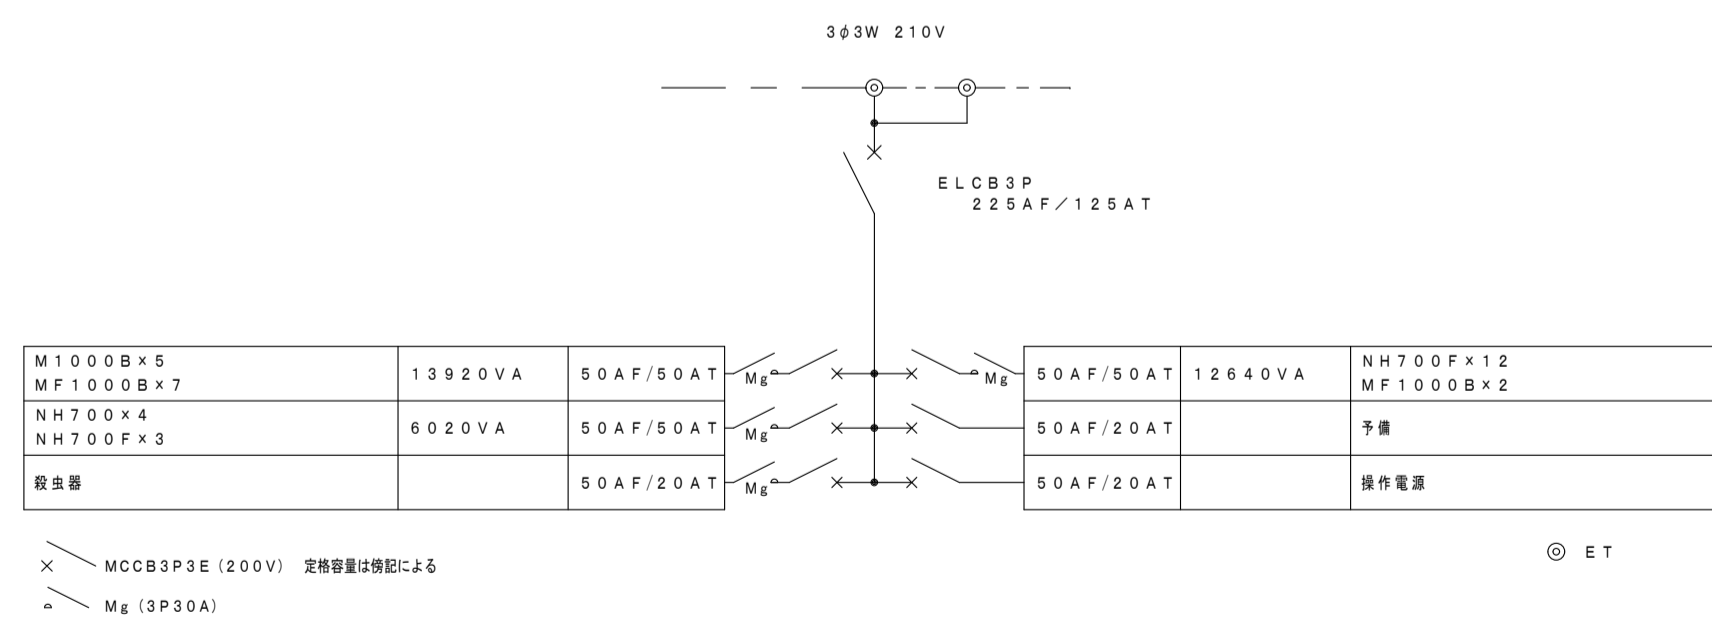 3φ3W 210V
ELCB3P
225AF/125AT
M1000B×5
MF1000B×7
13920VA
50AF/50AT
Mg
Mg
50AF/50AT
12640VA
NH700F×12
MF1000B×2
NH700×4
NH700F×3
6020VA
50AF/50AT
Mg
50AF/20AT
予備
殺虫器
50AF/20AT
Mg
50AF/20AT
操作電源
MCCB3P3E(200V) 定格容量は傍記による
Mg(3P30A)
ET